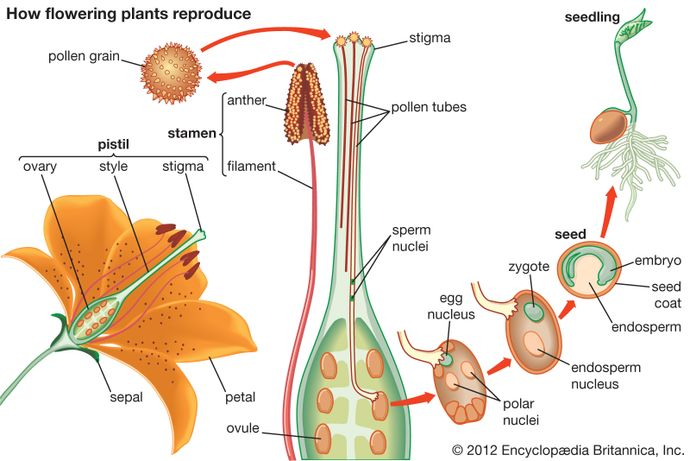 How flowering plants reproduce
pollen grain
stigma
anther
stamen
filament
pollen tubes
pistil
ovary
style
stigma
sepal
petal
ovule
sperm
nuclei
egg
nucleus
polar
nuclei
zygote
endosperm
nucleus
seed
embryo
seed
coat
endosperm
seedling
© 2012 Encyclopædia Britannica, Inc.